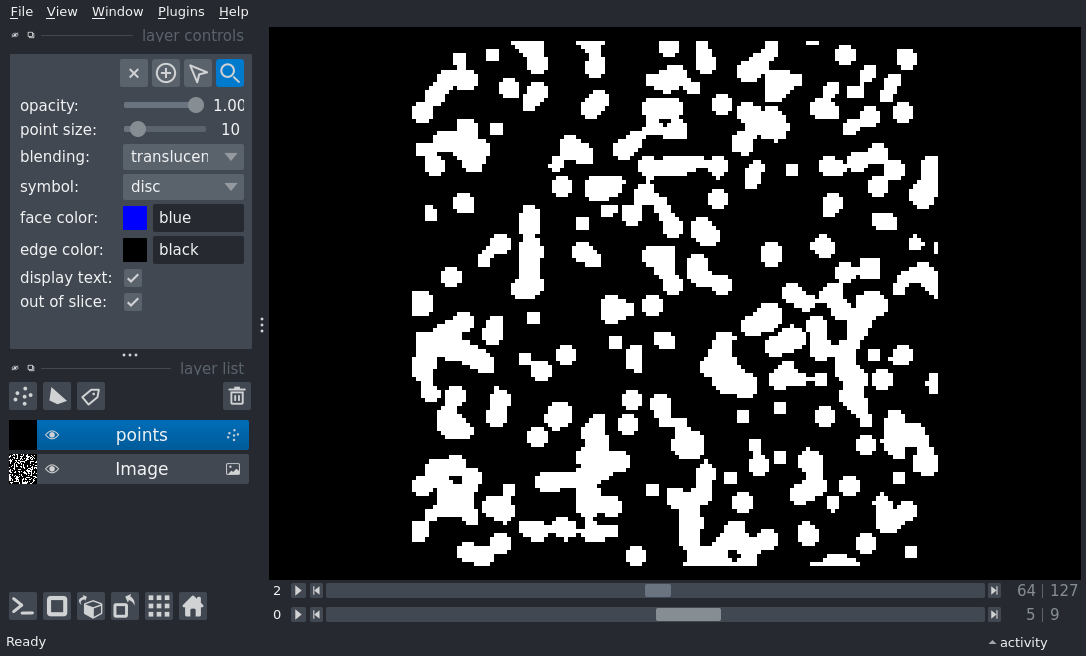 File View Window Plugins Help
layer controls
opacity: 1.00
point size: 10
blending: translucen
symbol: disc
face color: blue
edge color: black
display text:
out of slice:
layer list
points
Image
2 64 | 127
0 5 | 9
Ready activity